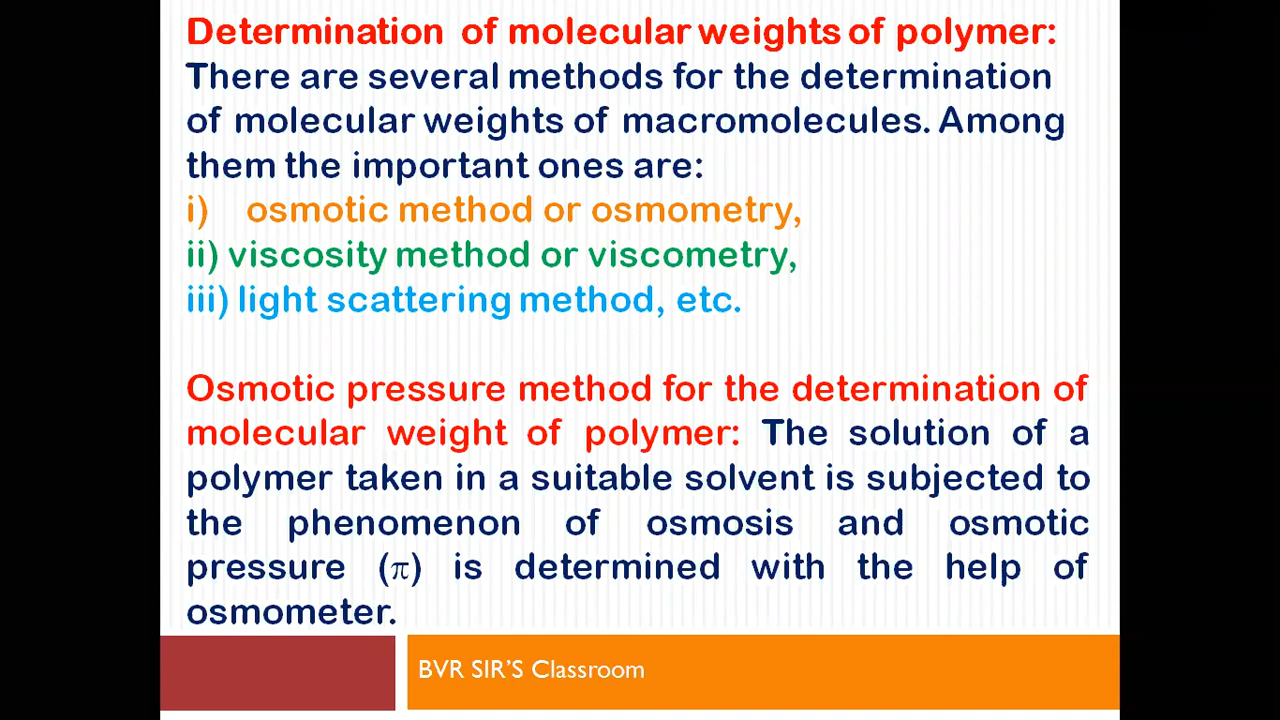 Determination of molecular weights of polymer:
There are several methods for the determination
of molecular weights of macromolecules. Among
them the important ones are:
i) osmotic method or osmometry,
ii) viscosity method or viscometry,
iii) light scattering method, etc.
Osmotic pressure method for the determination of
molecular weight of polymer: The solution of a
polymer taken in a suitable solvent is subjected to
the phenomenon of osmosis and osmotic
pressure (π) is determined with the help of
osmometer.
BVR SIR'S Classroom